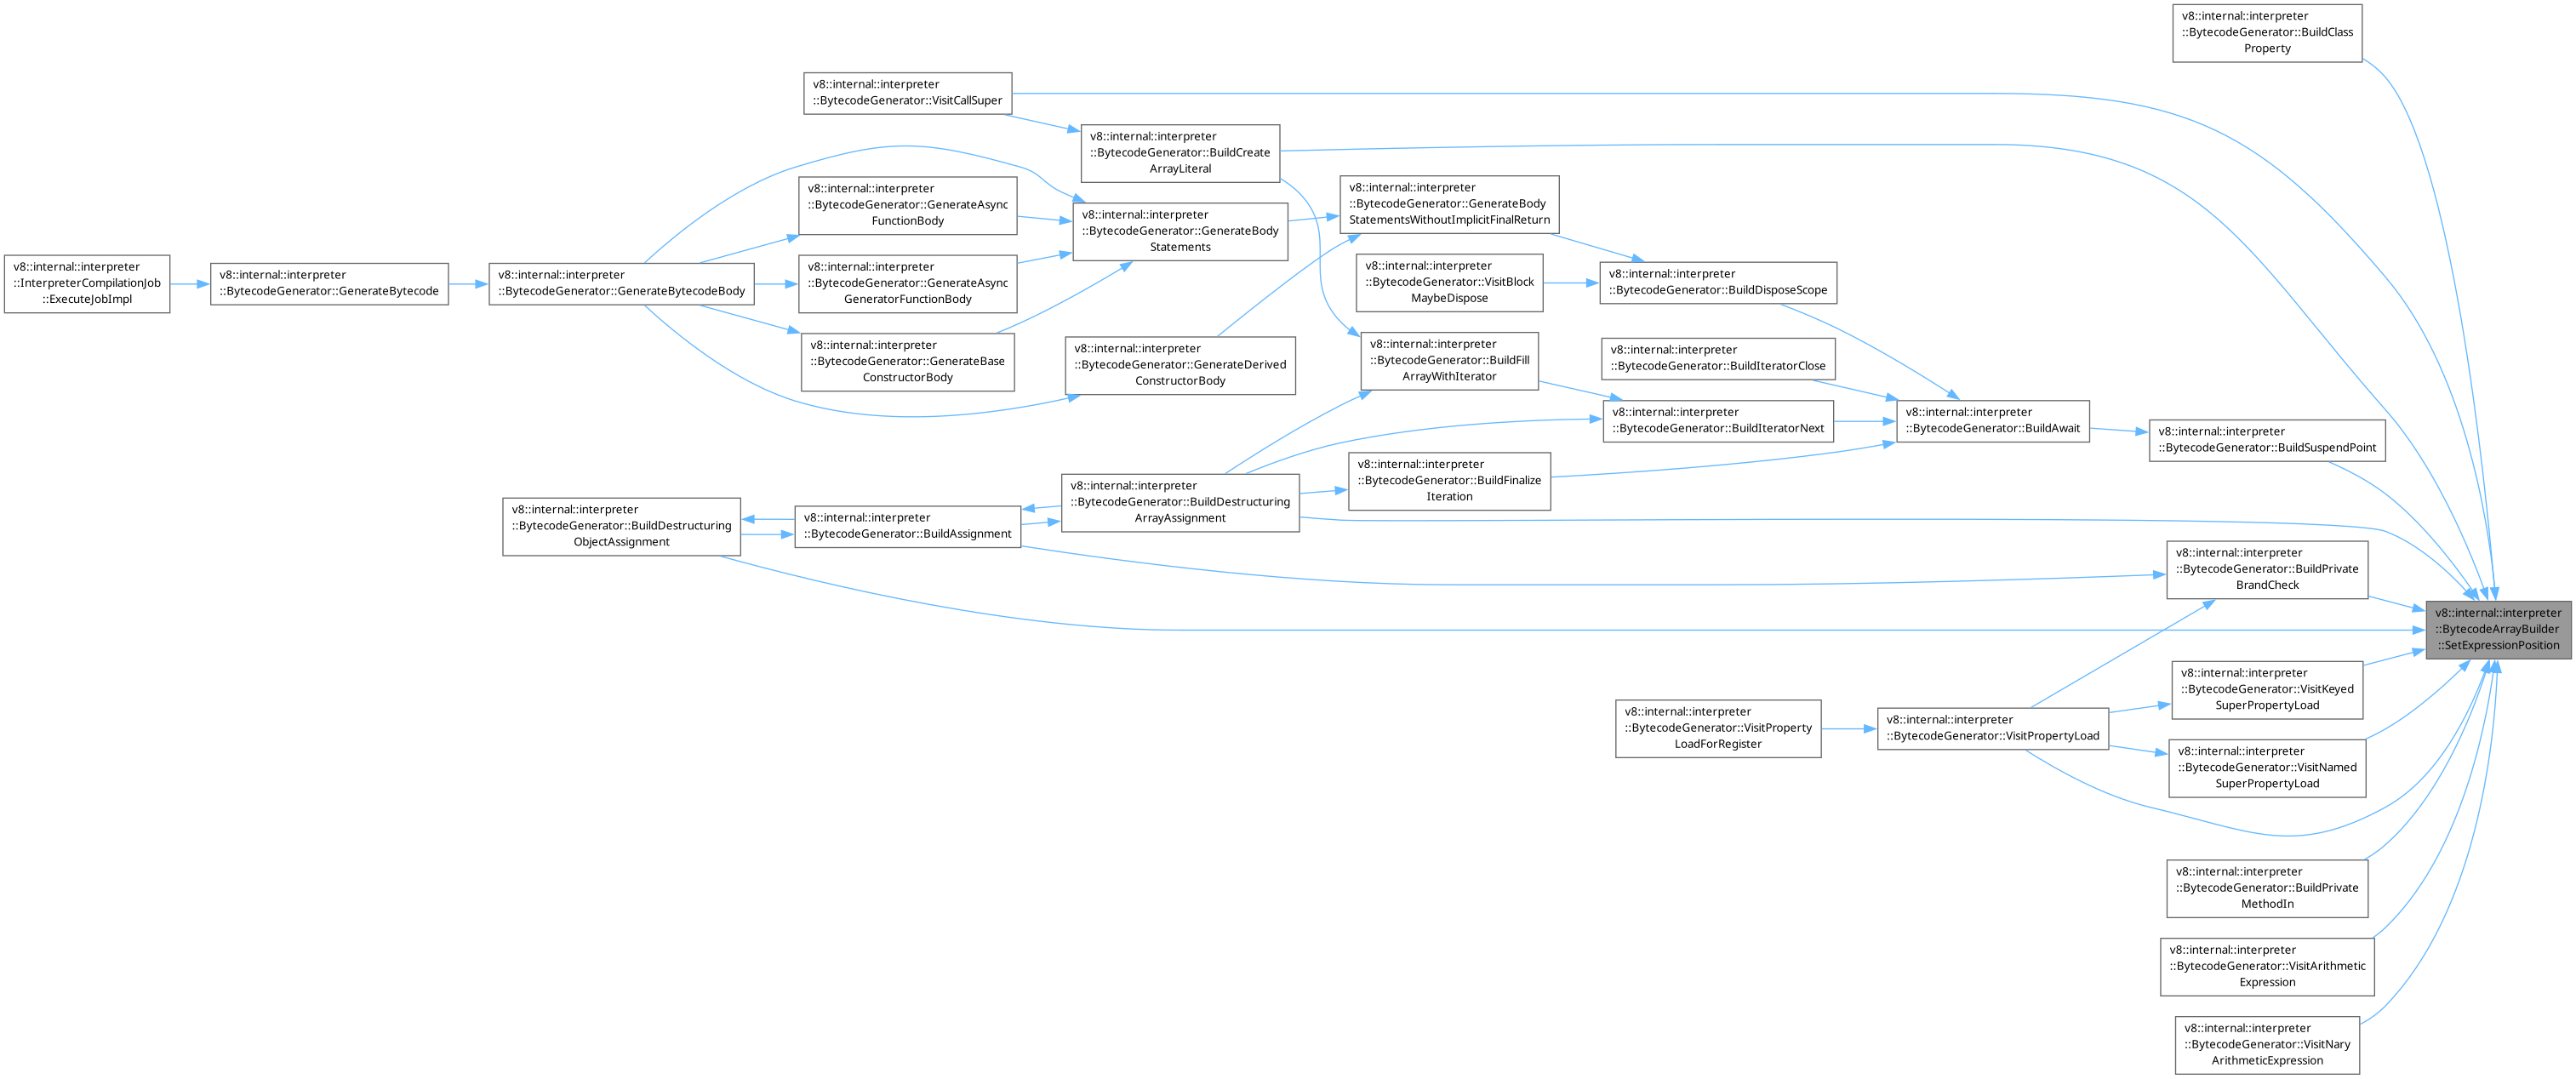 v8::internal::interpreter
::BytecodeGenerator::BuildClass
Property
v8::internal::interpreter
::BytecodeGenerator::VisitCallSuper
v8::internal::interpreter
::BytecodeGenerator::BuildCreate
ArrayLiteral
v8::internal::interpreter
::BytecodeGenerator::GenerateAsync
FunctionBody
v8::internal::interpreter
::BytecodeGenerator::GenerateBody
Statements
v8::internal::interpreter
::BytecodeGenerator::GenerateBody
StatementsWithoutImplicitFinalReturn
v8::internal::interpreter
::InterpreterCompilationJob
::ExecuteJobImpl
v8::internal::interpreter
::BytecodeGenerator::GenerateBytecode
v8::internal::interpreter
::BytecodeGenerator::GenerateBytecodeBody
v8::internal::interpreter
::BytecodeGenerator::GenerateAsync
GeneratorFunctionBody
v8::internal::interpreter
::BytecodeGenerator::VisitBlock
MaybeDispose
v8::internal::interpreter
::BytecodeGenerator::BuildDisposeScope
v8::internal::interpreter
::BytecodeGenerator::GenerateBase
ConstructorBody
v8::internal::interpreter
::BytecodeGenerator::GenerateDerived
ConstructorBody
v8::internal::interpreter
::BytecodeGenerator::BuildFill
ArrayWithIterator
v8::internal::interpreter
::BytecodeGenerator::BuildIteratorClose
v8::internal::interpreter
::BytecodeGenerator::BuildIteratorNext
v8::internal::interpreter
::BytecodeGenerator::BuildAwait
v8::internal::interpreter
::BytecodeGenerator::BuildSuspendPoint
v8::internal::interpreter
::BytecodeGenerator::BuildFinalize
Iteration
v8::internal::interpreter
::BytecodeGenerator::BuildDestructuring
ArrayAssignment
v8::internal::interpreter
::BytecodeGenerator::BuildDestructuring
ObjectAssignment
v8::internal::interpreter
::BytecodeGenerator::BuildAssignment
v8::internal::interpreter
::BytecodeGenerator::BuildPrivate
BrandCheck
v8::internal::interpreter
::BytecodeArrayBuilder
::SetExpressionPosition
v8::internal::interpreter
::BytecodeGenerator::VisitKeyed
SuperPropertyLoad
v8::internal::interpreter
::BytecodeGenerator::VisitProperty
LoadForRegister
v8::internal::interpreter
::BytecodeGenerator::VisitPropertyLoad
v8::internal::interpreter
::BytecodeGenerator::VisitNamed
SuperPropertyLoad
v8::internal::interpreter
::BytecodeGenerator::BuildPrivate
MethodIn
v8::internal::interpreter
::BytecodeGenerator::VisitArithmetic
Expression
v8::internal::interpreter
::BytecodeGenerator::VisitNary
ArithmeticExpression